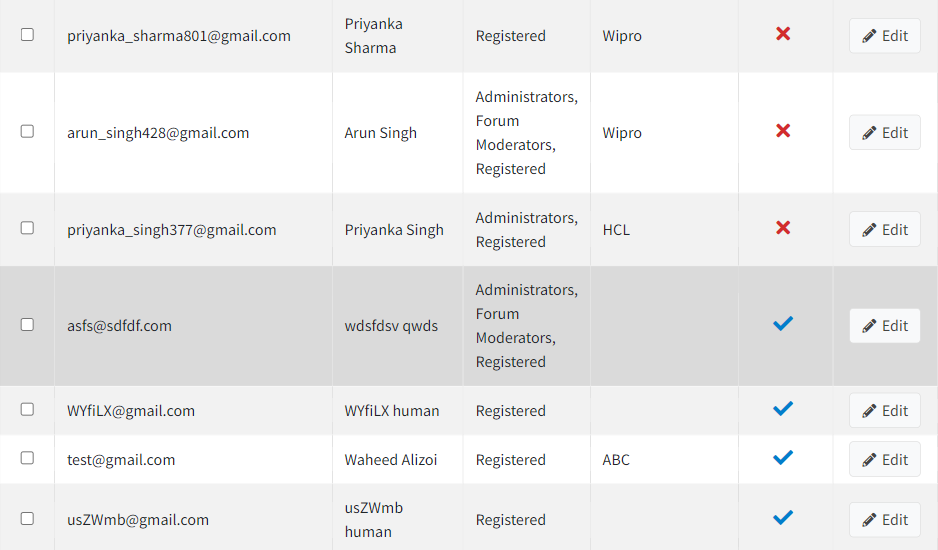 priyanka_sharma801@gmail.com Priyanka Sharma Registered Wipro Edit
arun_singh428@gmail.com Arun Singh Administrators, Forum Moderators, Registered Wipro Edit
priyanka_singh377@gmail.com Priyanka Singh Administrators, Registered HCL Edit
asfs@sdfdf.com wdsfdsv qwds Administrators, Forum Moderators, Registered Edit
WYfiLX@gmail.com WYfiLX human Registered Edit
test@gmail.com Waheed Alizoi Registered ABC Edit
usZWmb@gmail.com usZWmb human Registered Edit